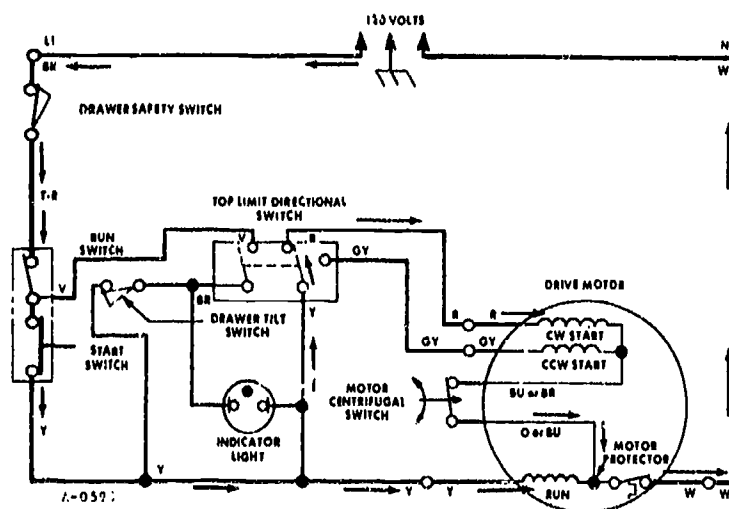 120 VOLTS
L1
BK
N
W
DRAWER SAFETY SWITCH
T-R
TOP LIMIT DIRECTIONAL
SWITCH
RUN
SWITCH
V
V
R
GY
BR
Y
DRAWER TILT
SWITCH
START
SWITCH
DRIVE MOTOR
R
R
CW START
GY
GY
CCW START
BU or BR
MOTOR
CENTRIFUGAL
SWITCH
O or BU
MOTOR
PROTECTOR
INDICATOR
LIGHT
Y
Y
Y
Y
RUN
W
W